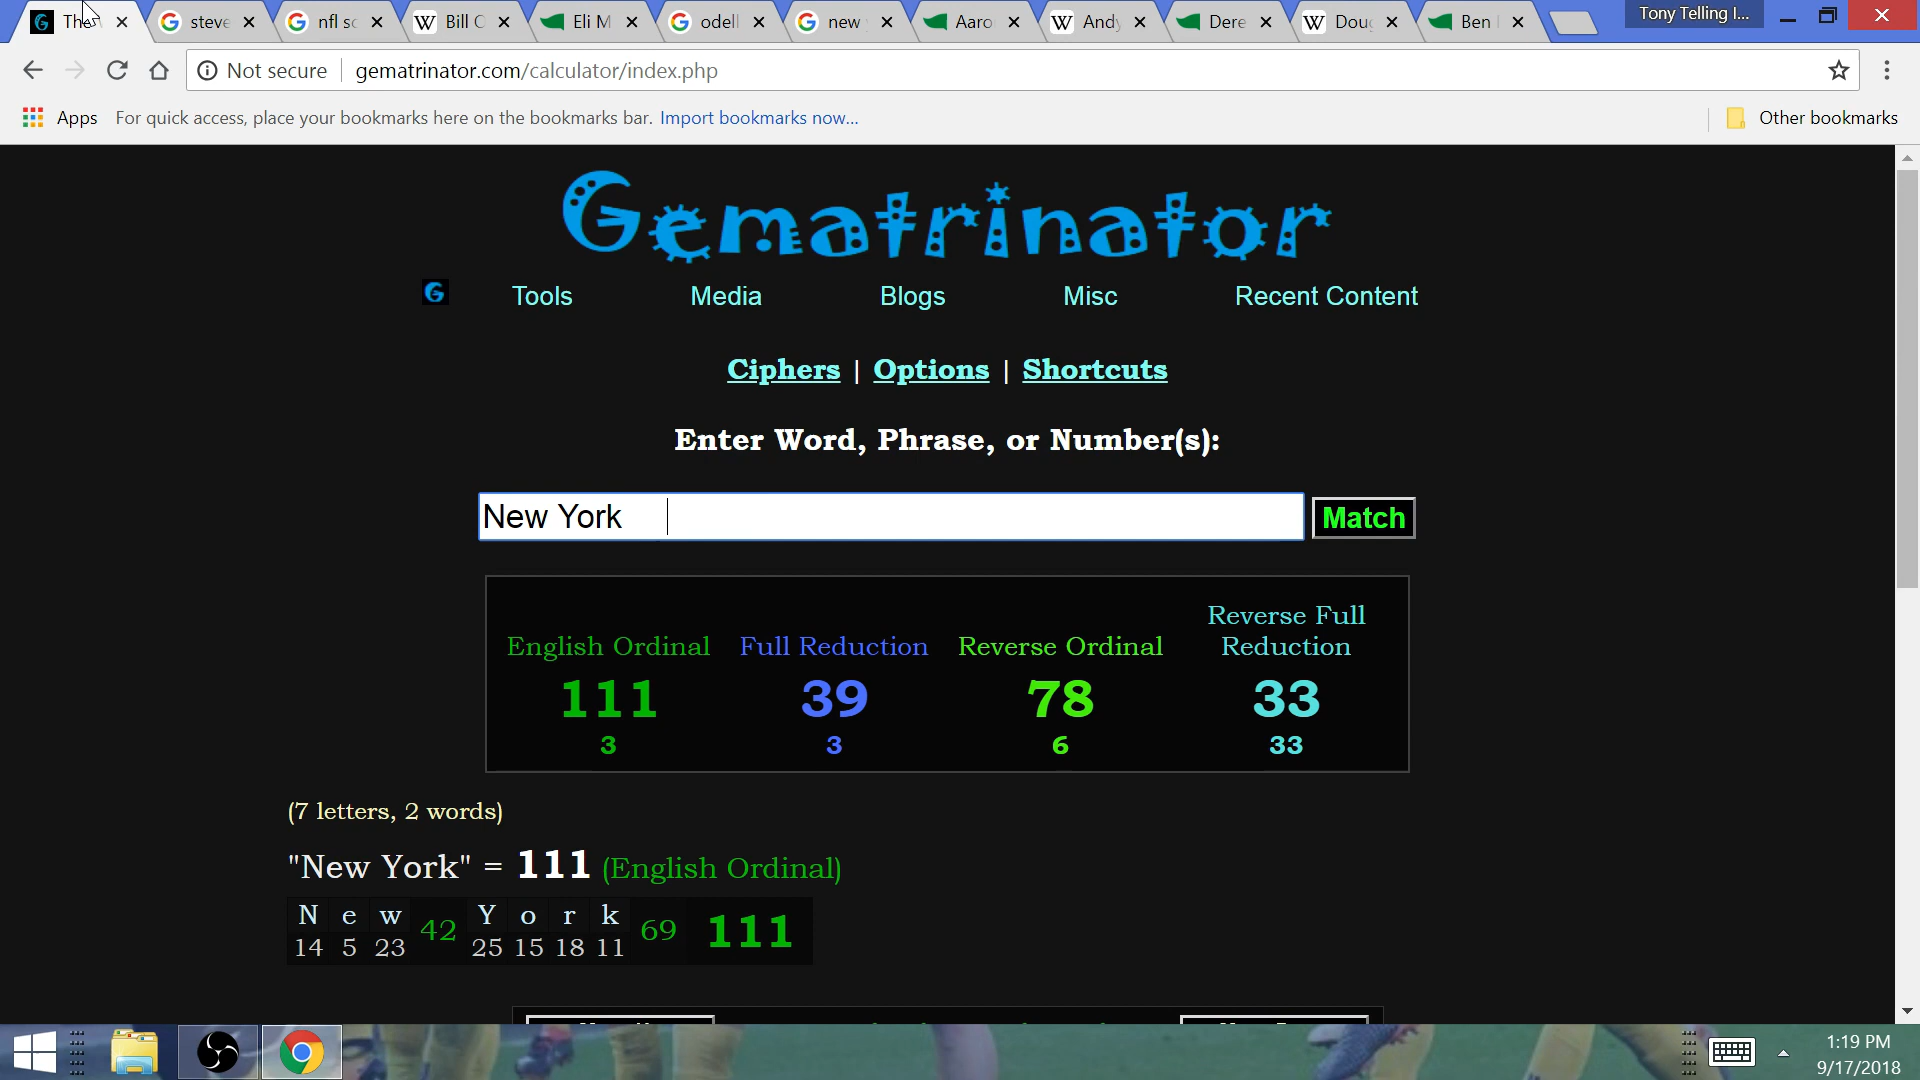 The
steve
nfl sc
Bill C
Eli M
odell
new
Aaro
Andy
Dere
Doug
Ben
Tony Telling I...
Not secure
gematrinator.com/calculator/index.php
Apps
For quick access, place your bookmarks here on the bookmarks bar. Import bookmarks now...
Other bookmarks
Gematrinator
G Tools Media Blogs Misc Recent Content
Ciphers | Options | Shortcuts
Enter Word, Phrase, or Number(s):
New York
Match
English Ordinal Full Reduction Reverse Ordinal Reverse Full Reduction
111 39 78 33
3 3 6 33
(7 letters, 2 words)
"New York" = 111 (English Ordinal)
N e w 42 Y o r k 69 111
14 5 23 25 15 18 11
1:19 PM
9/17/2018